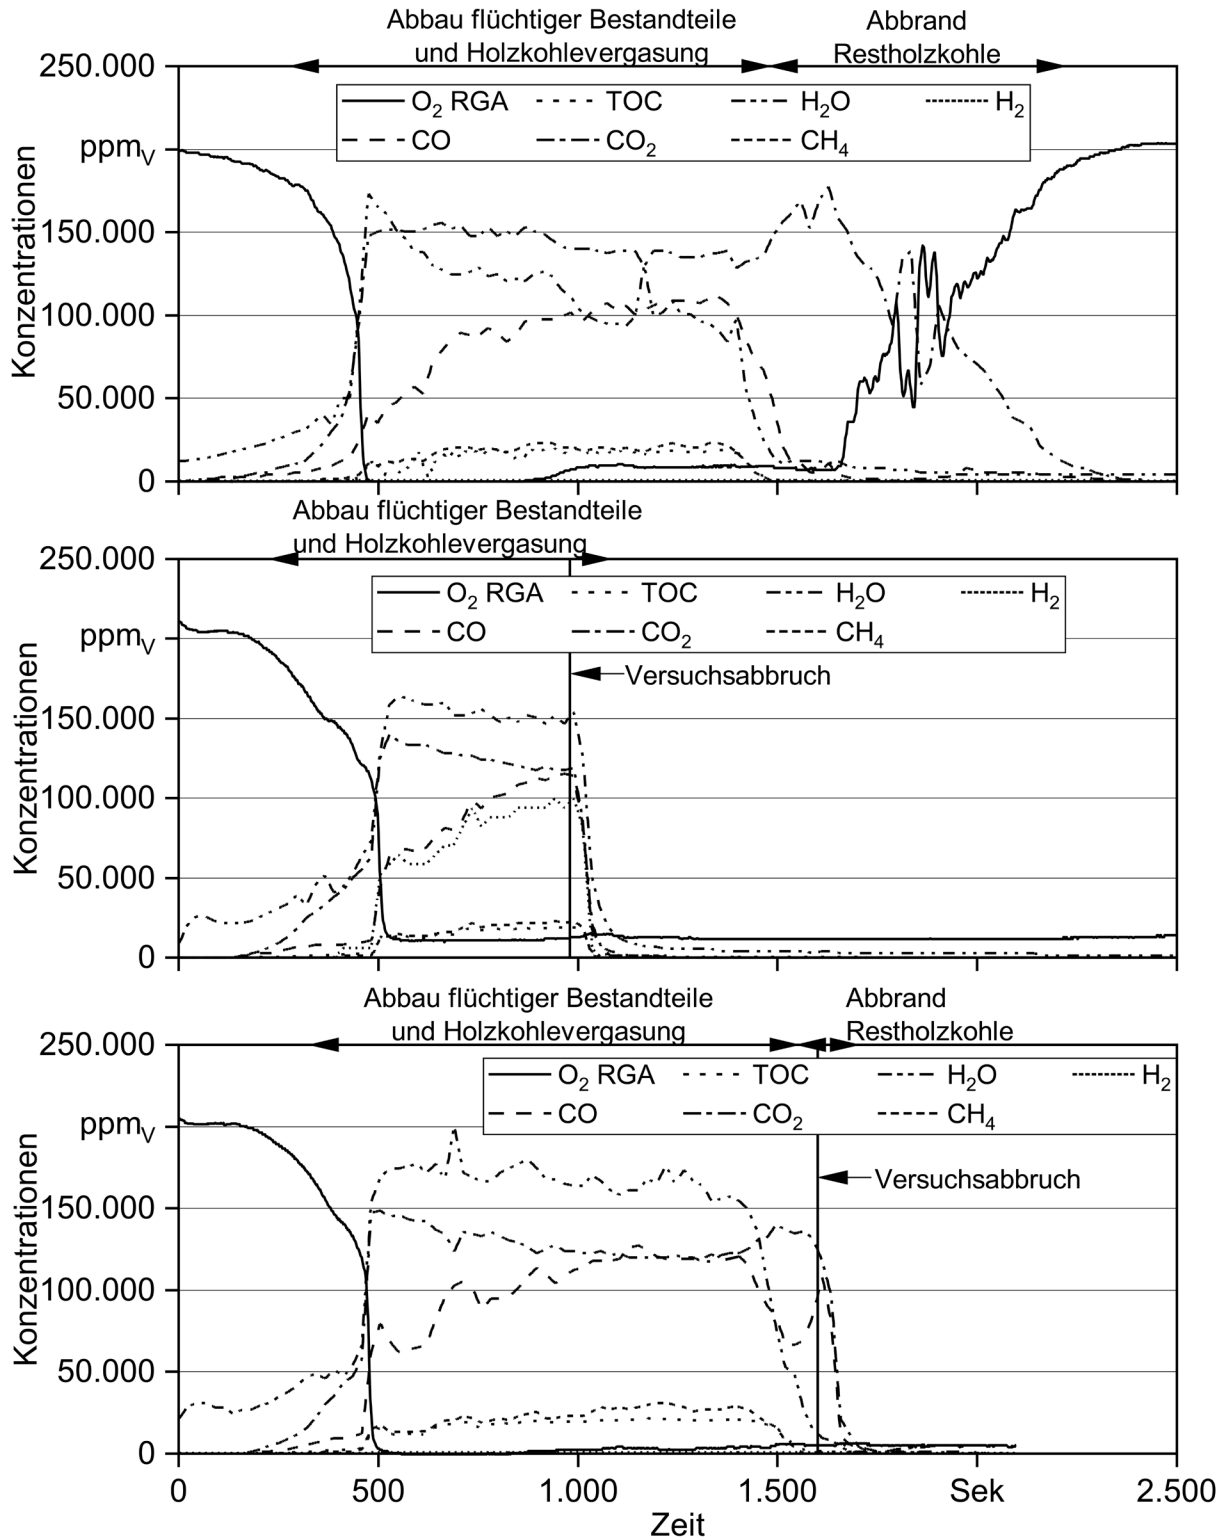 Abbau flüchtiger Bestandteile
und Holzkohlevergasung
Abbrand
Restholzkohle
250.000
ppmV
150.000
100.000
50.000
0
Konzentrationen
O2 RGA TOC H2O H2
CO CO2 CH4
Abbau flüchtiger Bestandteile
und Holzkohlevergasung
250.000
ppmV
150.000
100.000
50.000
0
Konzentrationen
O2 RGA TOC H2O H2
CO CO2 CH4
Versuchsabbruch
Abbau flüchtiger Bestandteile
und Holzkohlevergasung
Abbrand
Restholzkohle
250.000
ppmV
150.000
100.000
50.000
0
Konzentrationen
O2 RGA TOC H2O H2
CO CO2 CH4
Versuchsabbruch
0 500 1.000 1.500 Sek 2.500
Zeit